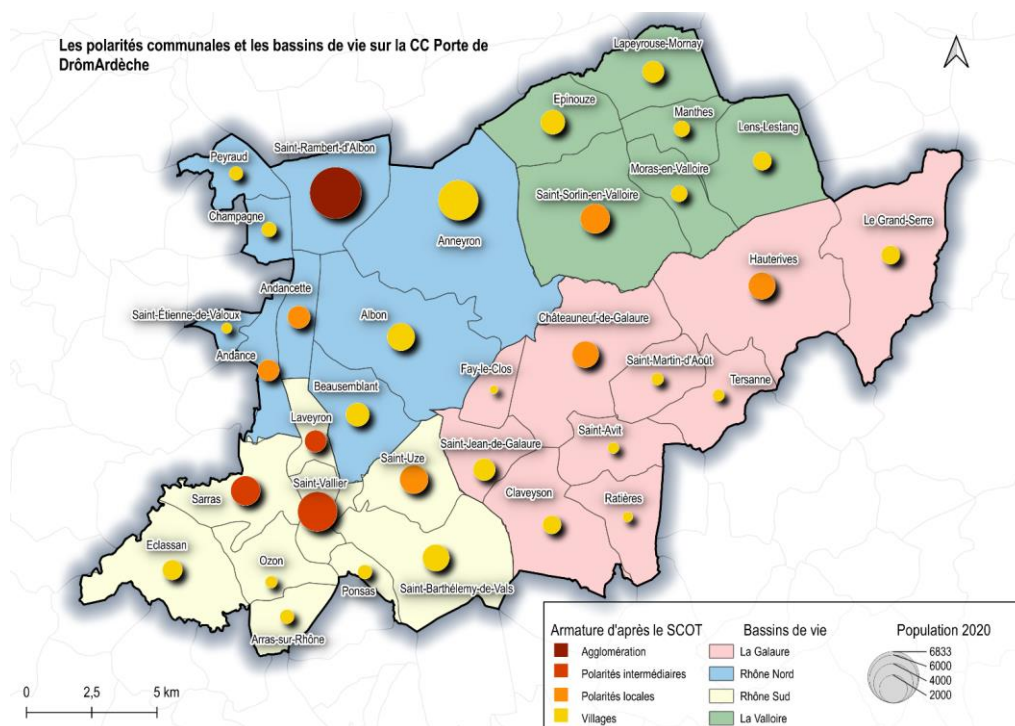 Les polarités communales et les bassins de vie sur la CC Porte de
DrômArdèche
Lapeyrouse-Mornay
Epinouze
Manthes
Lens-Lestang
Saint-Rambert-d'Albon
Peyraud
Moras-en-Valloire
Saint-Sorlin-en-Valloire
Champagne
Le Grand-Serre
Anneyron
Hauterives
Andancette
Saint-Étienne-de-Valoux
Albon
Châteauneuf-de-Galaure
Andance
Saint-Martin-d'Août
Fay-le-Clos
Tersanne
Beausemblant
Laveyron
Saint-Avit
Saint-Jean-de-Galaure
Saint-Uze
Saint-Vallier
Sarras
Claveyson
Ratières
Eclassan
Ozon
Ponsas
Saint-Barthélemy-de-Vals
Arras-sur-Rhône
0 2,5 5 km
Armature d'après le SCOT
Agglomération
Polarités intermédiaires
Polarités locales
Villages
Bassins de vie
La Galaure
Rhône Nord
Rhône Sud
La Valloire
Population 2020
6833
6000
4000
2000